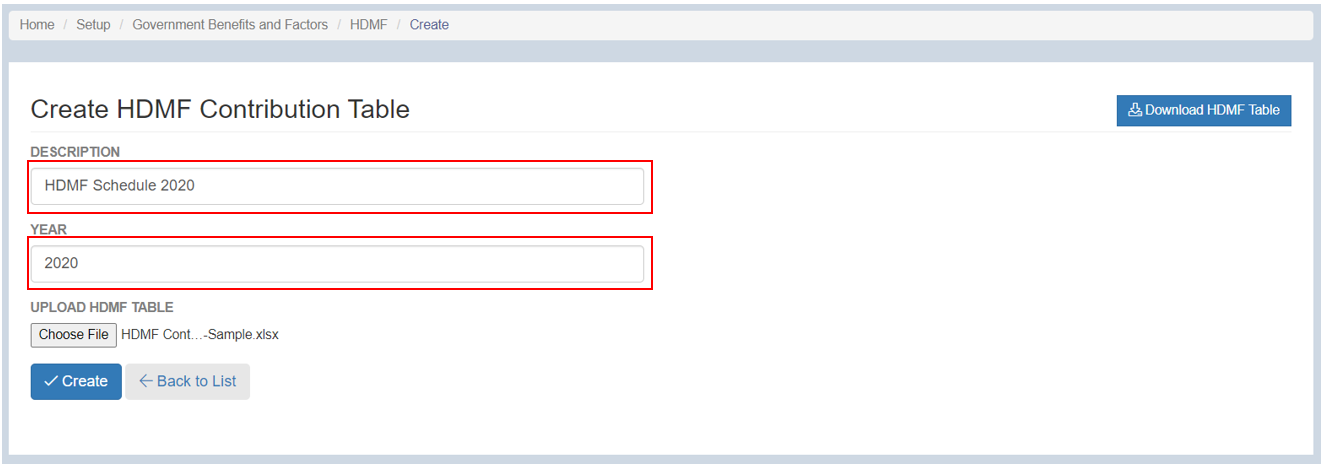 Home / Setup / Government Benefits and Factors / HDMF / Create
Create HDMF Contribution Table
Download HDMF Table
DESCRIPTION
HDMF Schedule 2020
YEAR
2020
UPLOAD HDMF TABLE
Choose File HDMF Cont...-Sample.xlsx
Create
Back to List